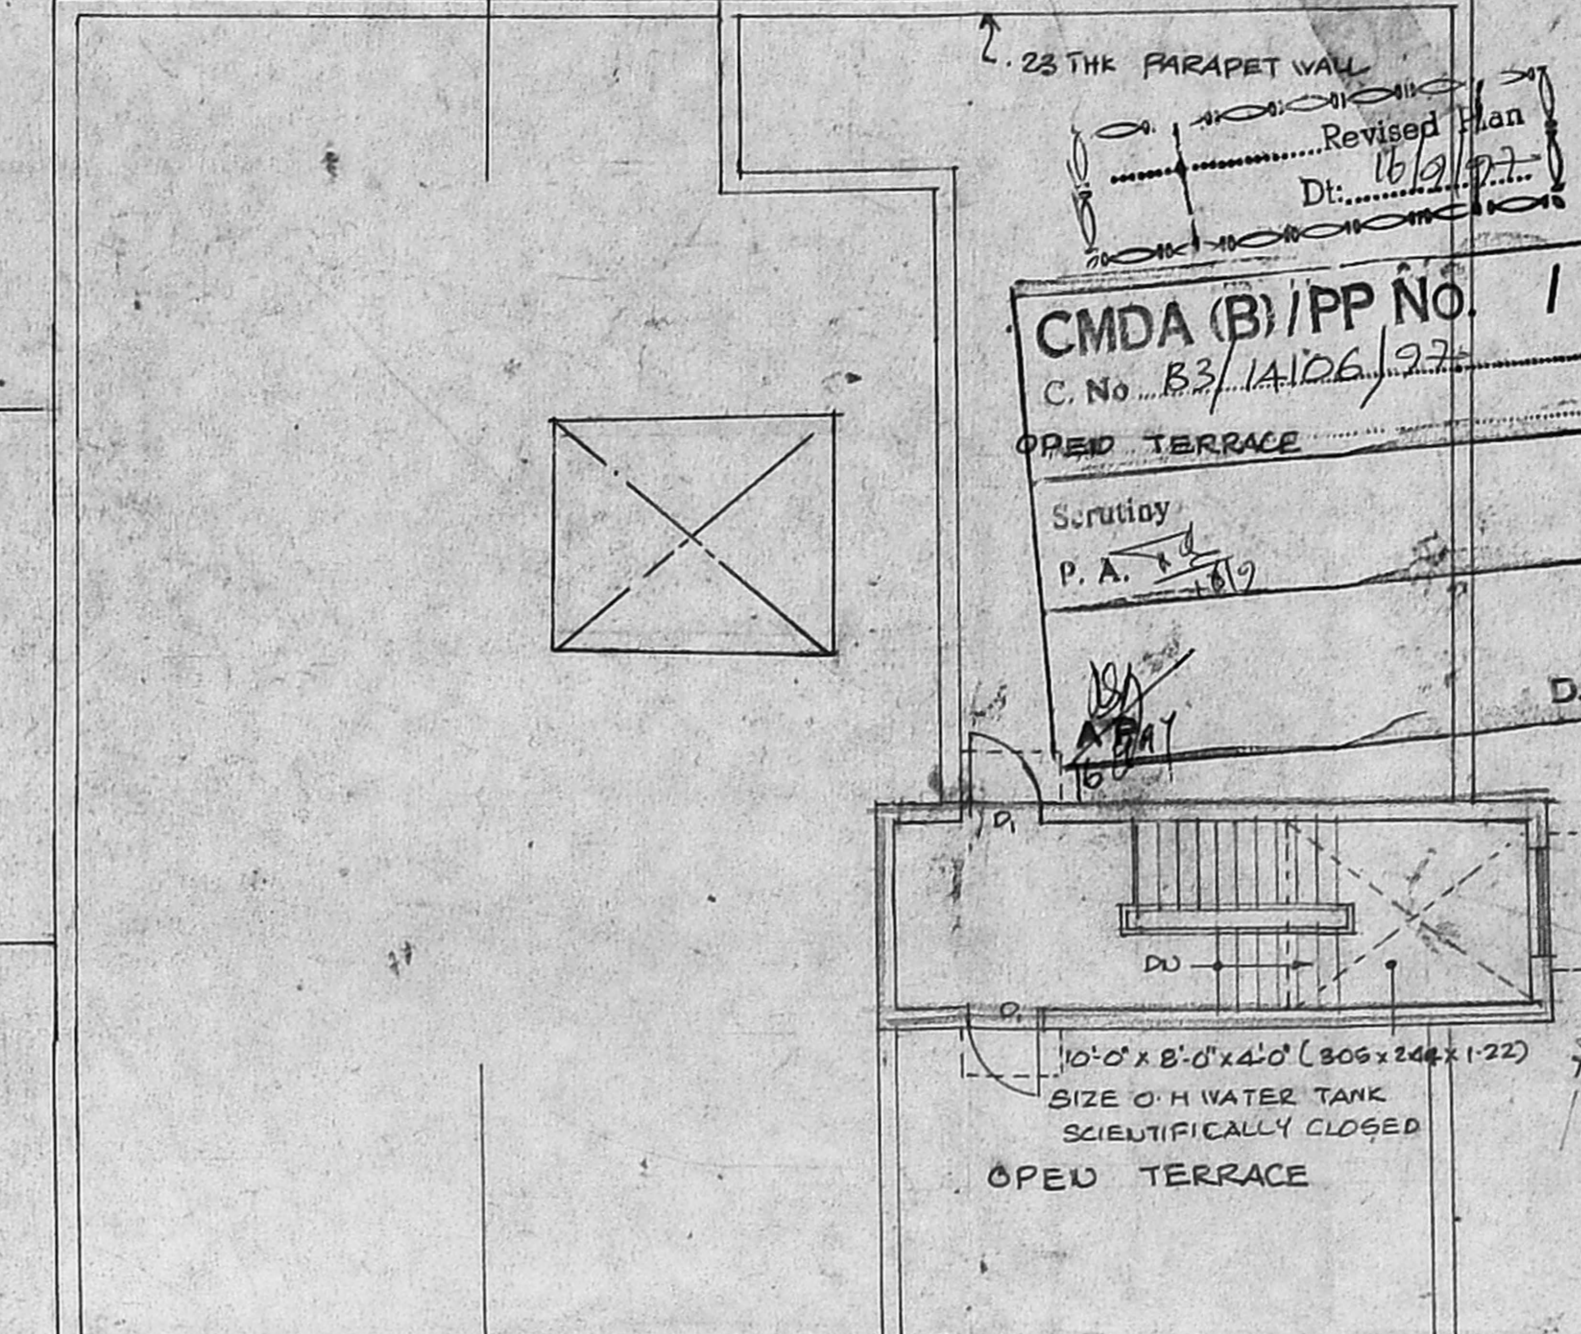 .23 THK PARAPET WALL
Revised Plan
Dt: 16/9/97
CMDA (B)/PP No. 1
C. No B3/14106/97
OPEN TERRACE
Scrutiny
P. A.
D.
D1
DN
D1
10'-0" x 8'-0" x 4'-0" (305 x 244 x 1.22)
SIZE O.H WATER TANK
SCIENTIFICALLY CLOSED
OPEN TERRACE